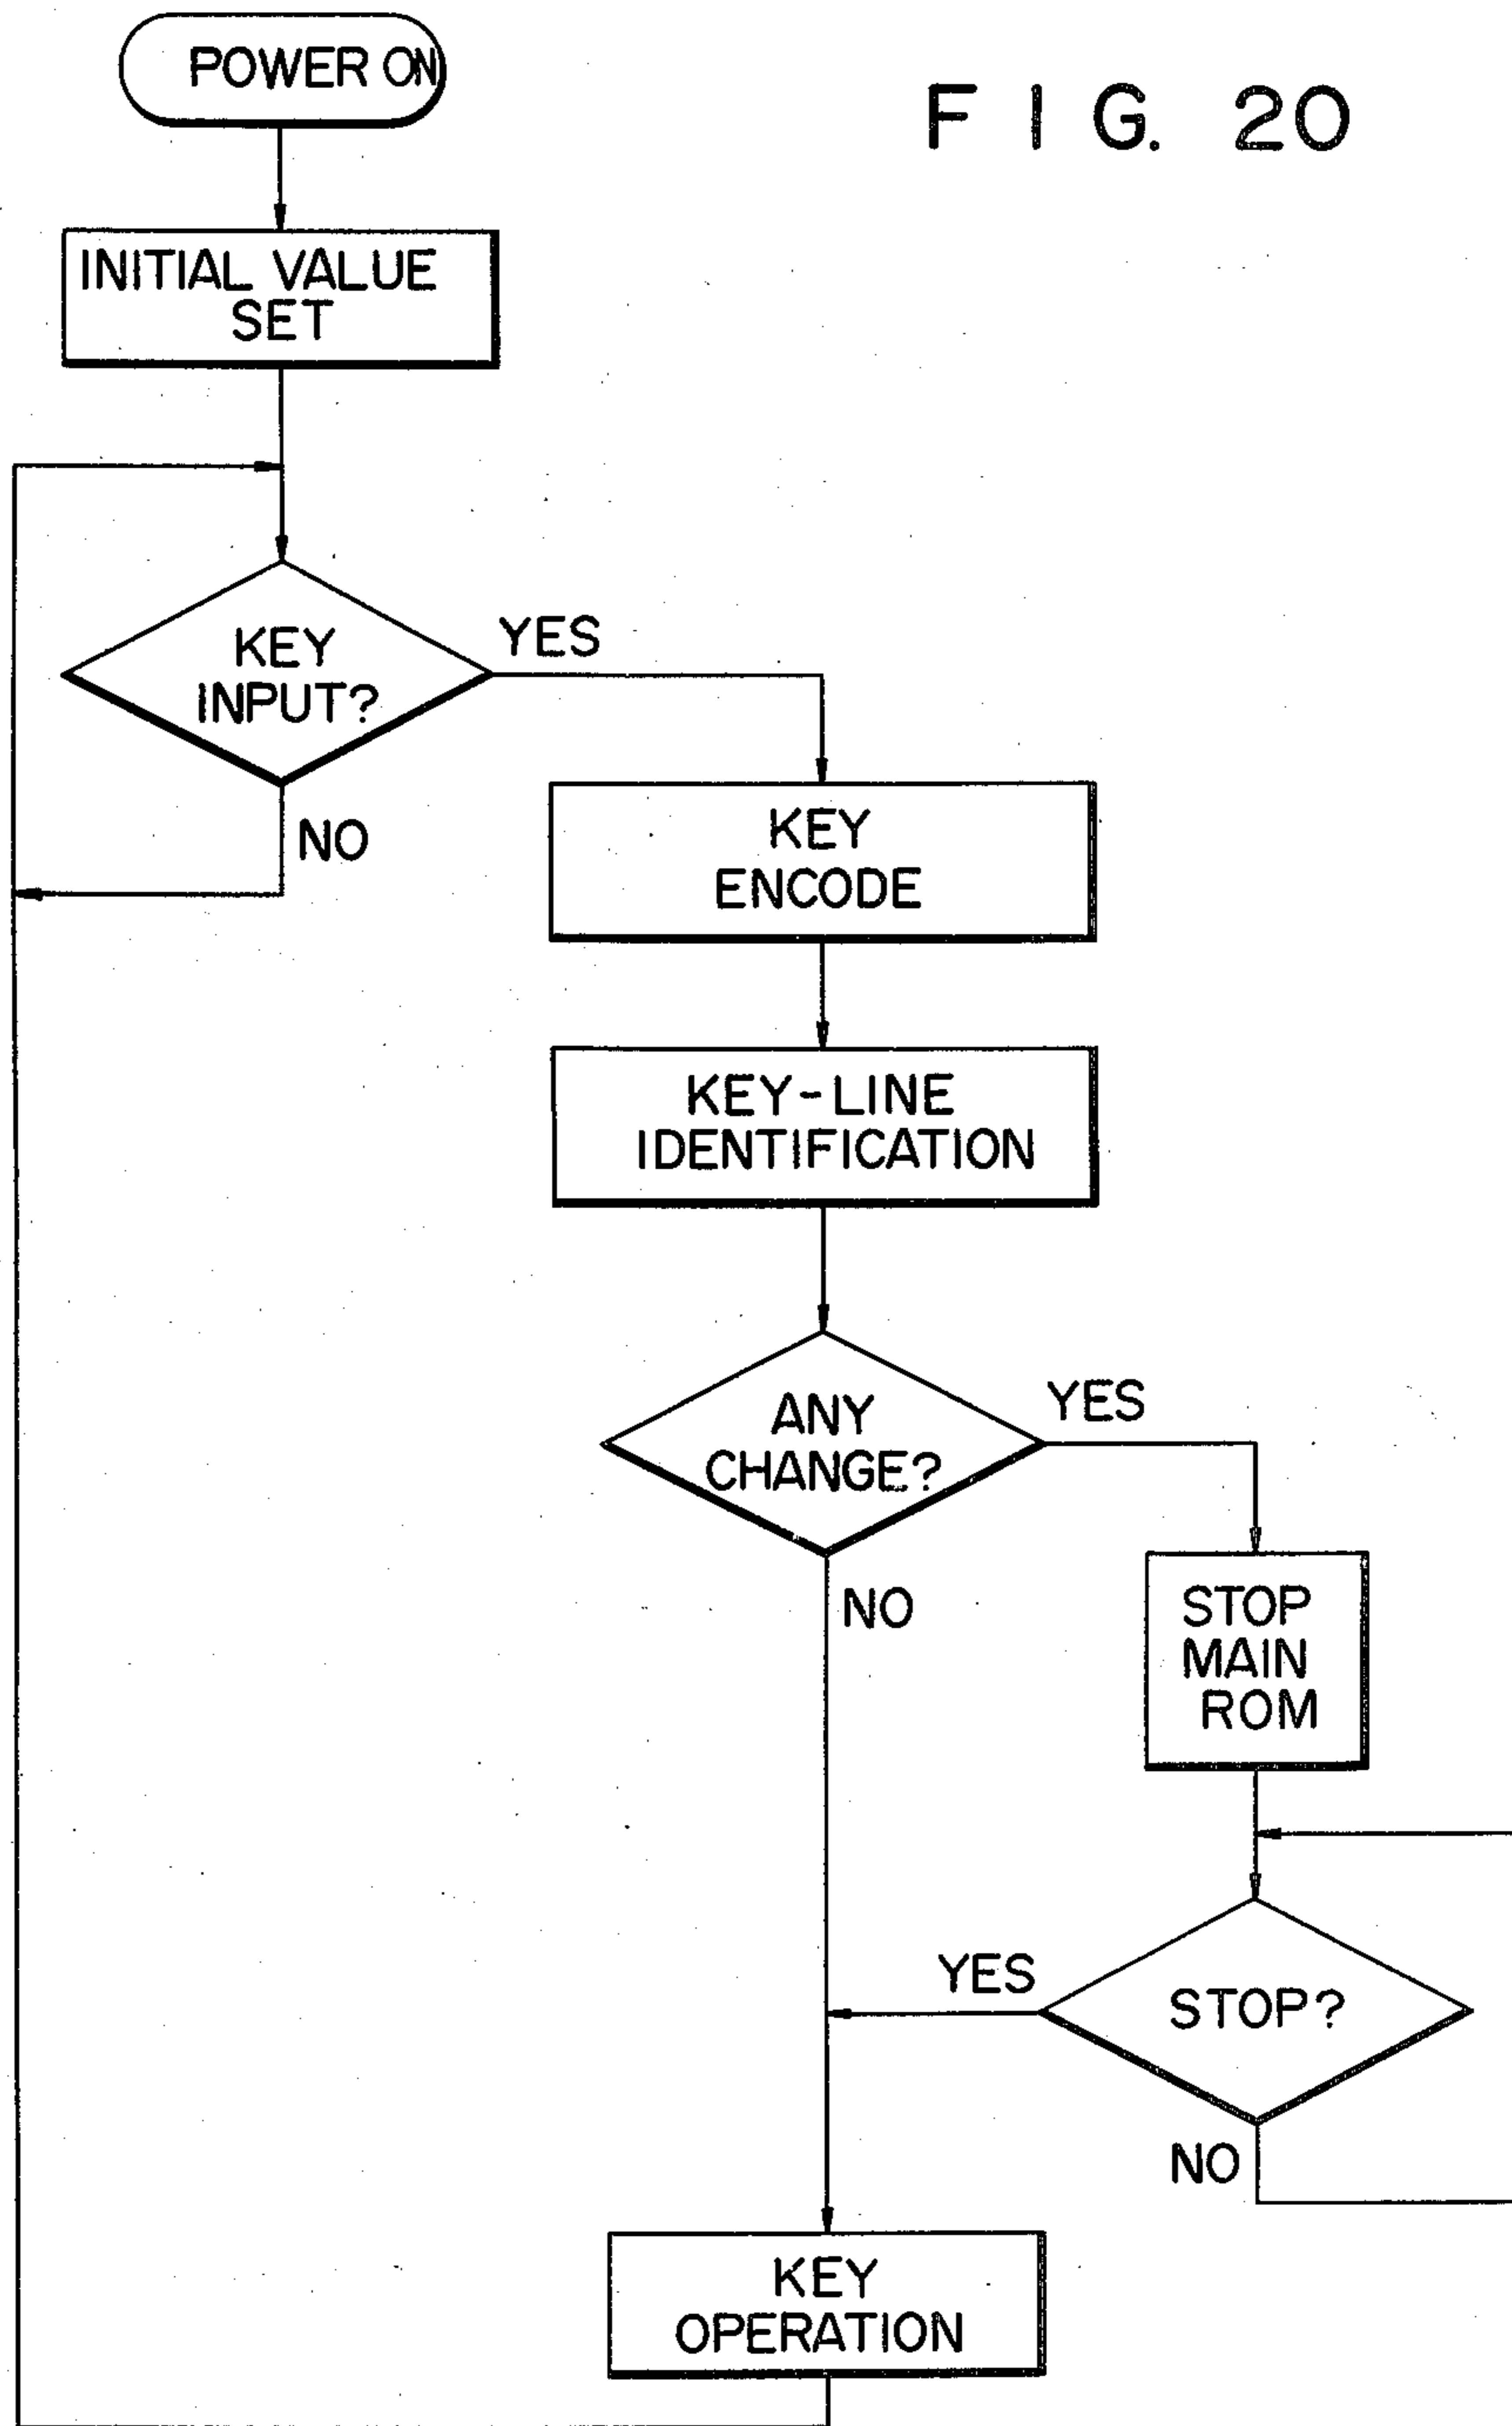 POWER ON
FIG. 20
INITIAL VALUE
SET
KEY
INPUT?
YES
NO
KEY
ENCODE
KEY-LINE
IDENTIFICATION
ANY
CHANGE?
YES
NO
STOP
MAIN
ROM
YES
STOP?
NO
KEY
OPERATION